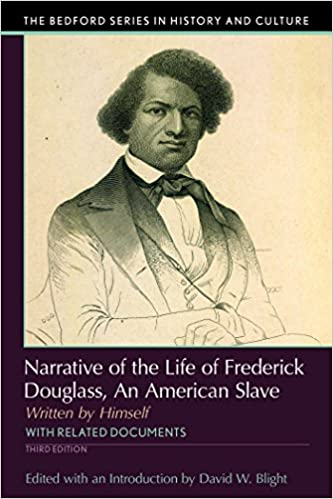 THE BEDFORD SERIES IN HISTORY AND CULTURE
Narrative of the Life of Frederick
Douglass, An American Slave
Written by Himself
WITH RELATED DOCUMENTS
THIRD EDITION
Edited with an Introduction by David W. Blight